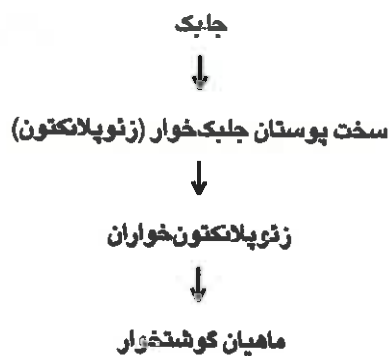 جلبک
سخت پوستان جلبک‌خوار (زئوپلانکتون)
زئوپلانکتون‌خواران
ماهیان گوشتخوار